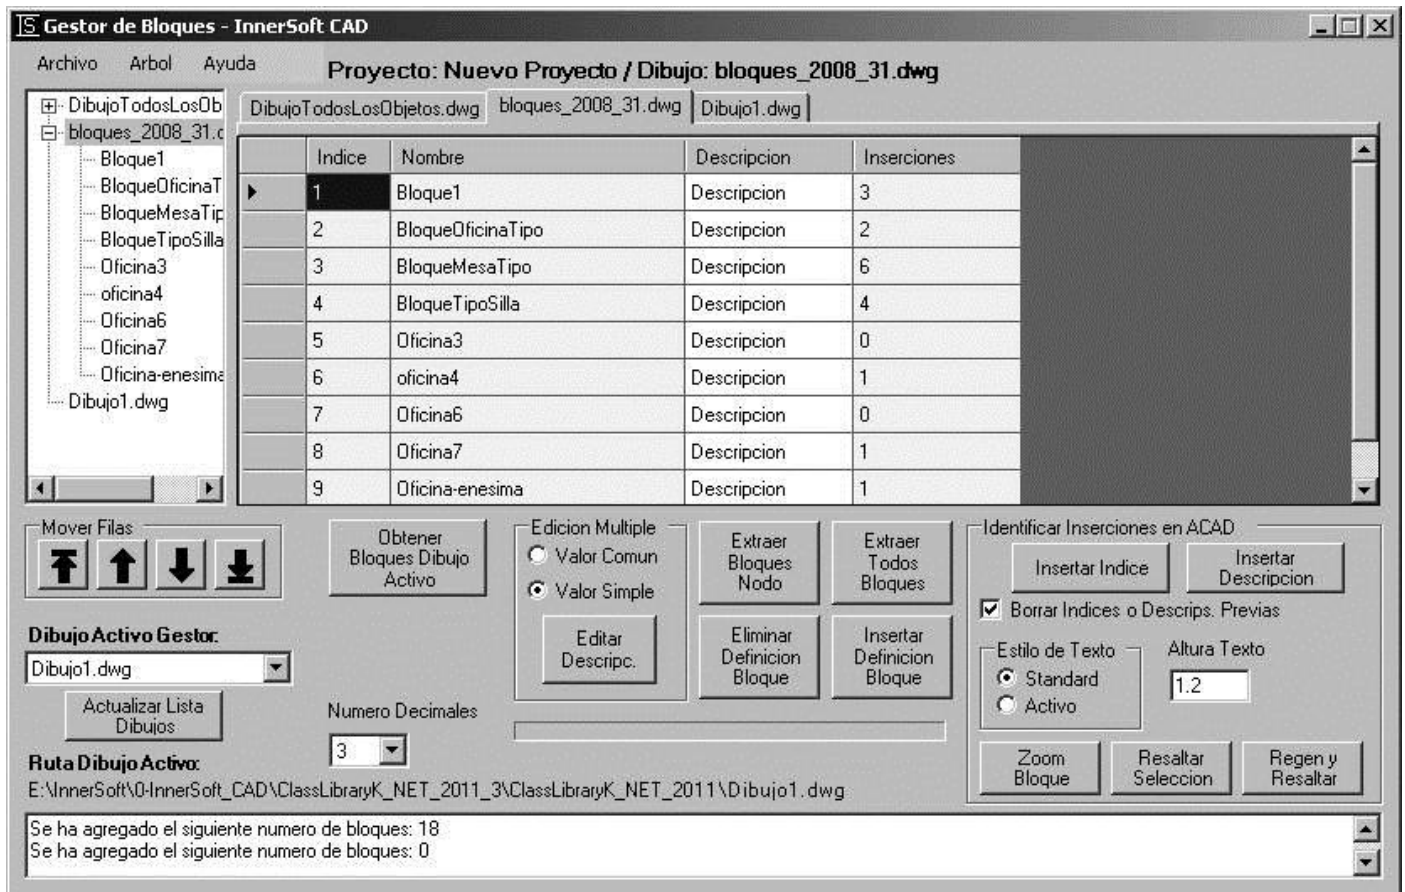 IS Gestor de Bloques - InnerSoft CAD
Archivo Arbol Ayuda
Proyecto: Nuevo Proyecto / Dibujo: bloques_2008_31.dwg
DibujoTodosLosOb
bloques_2008_31.d
Bloque1
BloqueOficinaT
BloqueMesaTip
BloqueTipoSilla
Oficina3
oficina4
Oficina6
Oficina7
Oficina-enesima
Dibujo1.dwg
DibujoTodosLosObjetos.dwg bloques_2008_31.dwg Dibujo1.dwg
Indice Nombre Descripcion Inserciones
1 Bloque1 Descripcion 3
2 BloqueOficinaTipo Descripcion 2
3 BloqueMesaTipo Descripcion 6
4 BloqueTipoSilla Descripcion 4
5 Oficina3 Descripcion 0
6 oficina4 Descripcion 1
7 Oficina6 Descripcion 0
8 Oficina7 Descripcion 1
9 Oficina-enesima Descripcion 1
Mover Filas
Obtener
Bloques Dibujo
Activo
Edicion Multiple
Valor Comun
Valor Simple
Editar
Descripc.
Extraer
Bloques
Nodo
Extraer
Todos
Bloques
Eliminar
Definicion
Bloque
Insertar
Definicion
Bloque
Identificar Inserciones en ACAD
Insertar Indice
Insertar
Descripcion
Borrar Indices o Descrips. Previas
Estilo de Texto
Standard
Activo
Altura Texto
1.2
Zoom
Bloque
Resaltar
Seleccion
Regen y
Resaltar
Dibujo Activo Gestor:
Dibujo1.dwg
Actualizar Lista
Dibujos
Numero Decimales
3
Ruta Dibujo Activo:
E:\InnerSoft\0-InnerSoft_CAD\ClassLibraryK_NET_2011_3\ClassLibraryK_NET_2011\Dibujo1.dwg
Se ha agregado el siguiente numero de bloques: 18
Se ha agregado el siguiente numero de bloques: 0